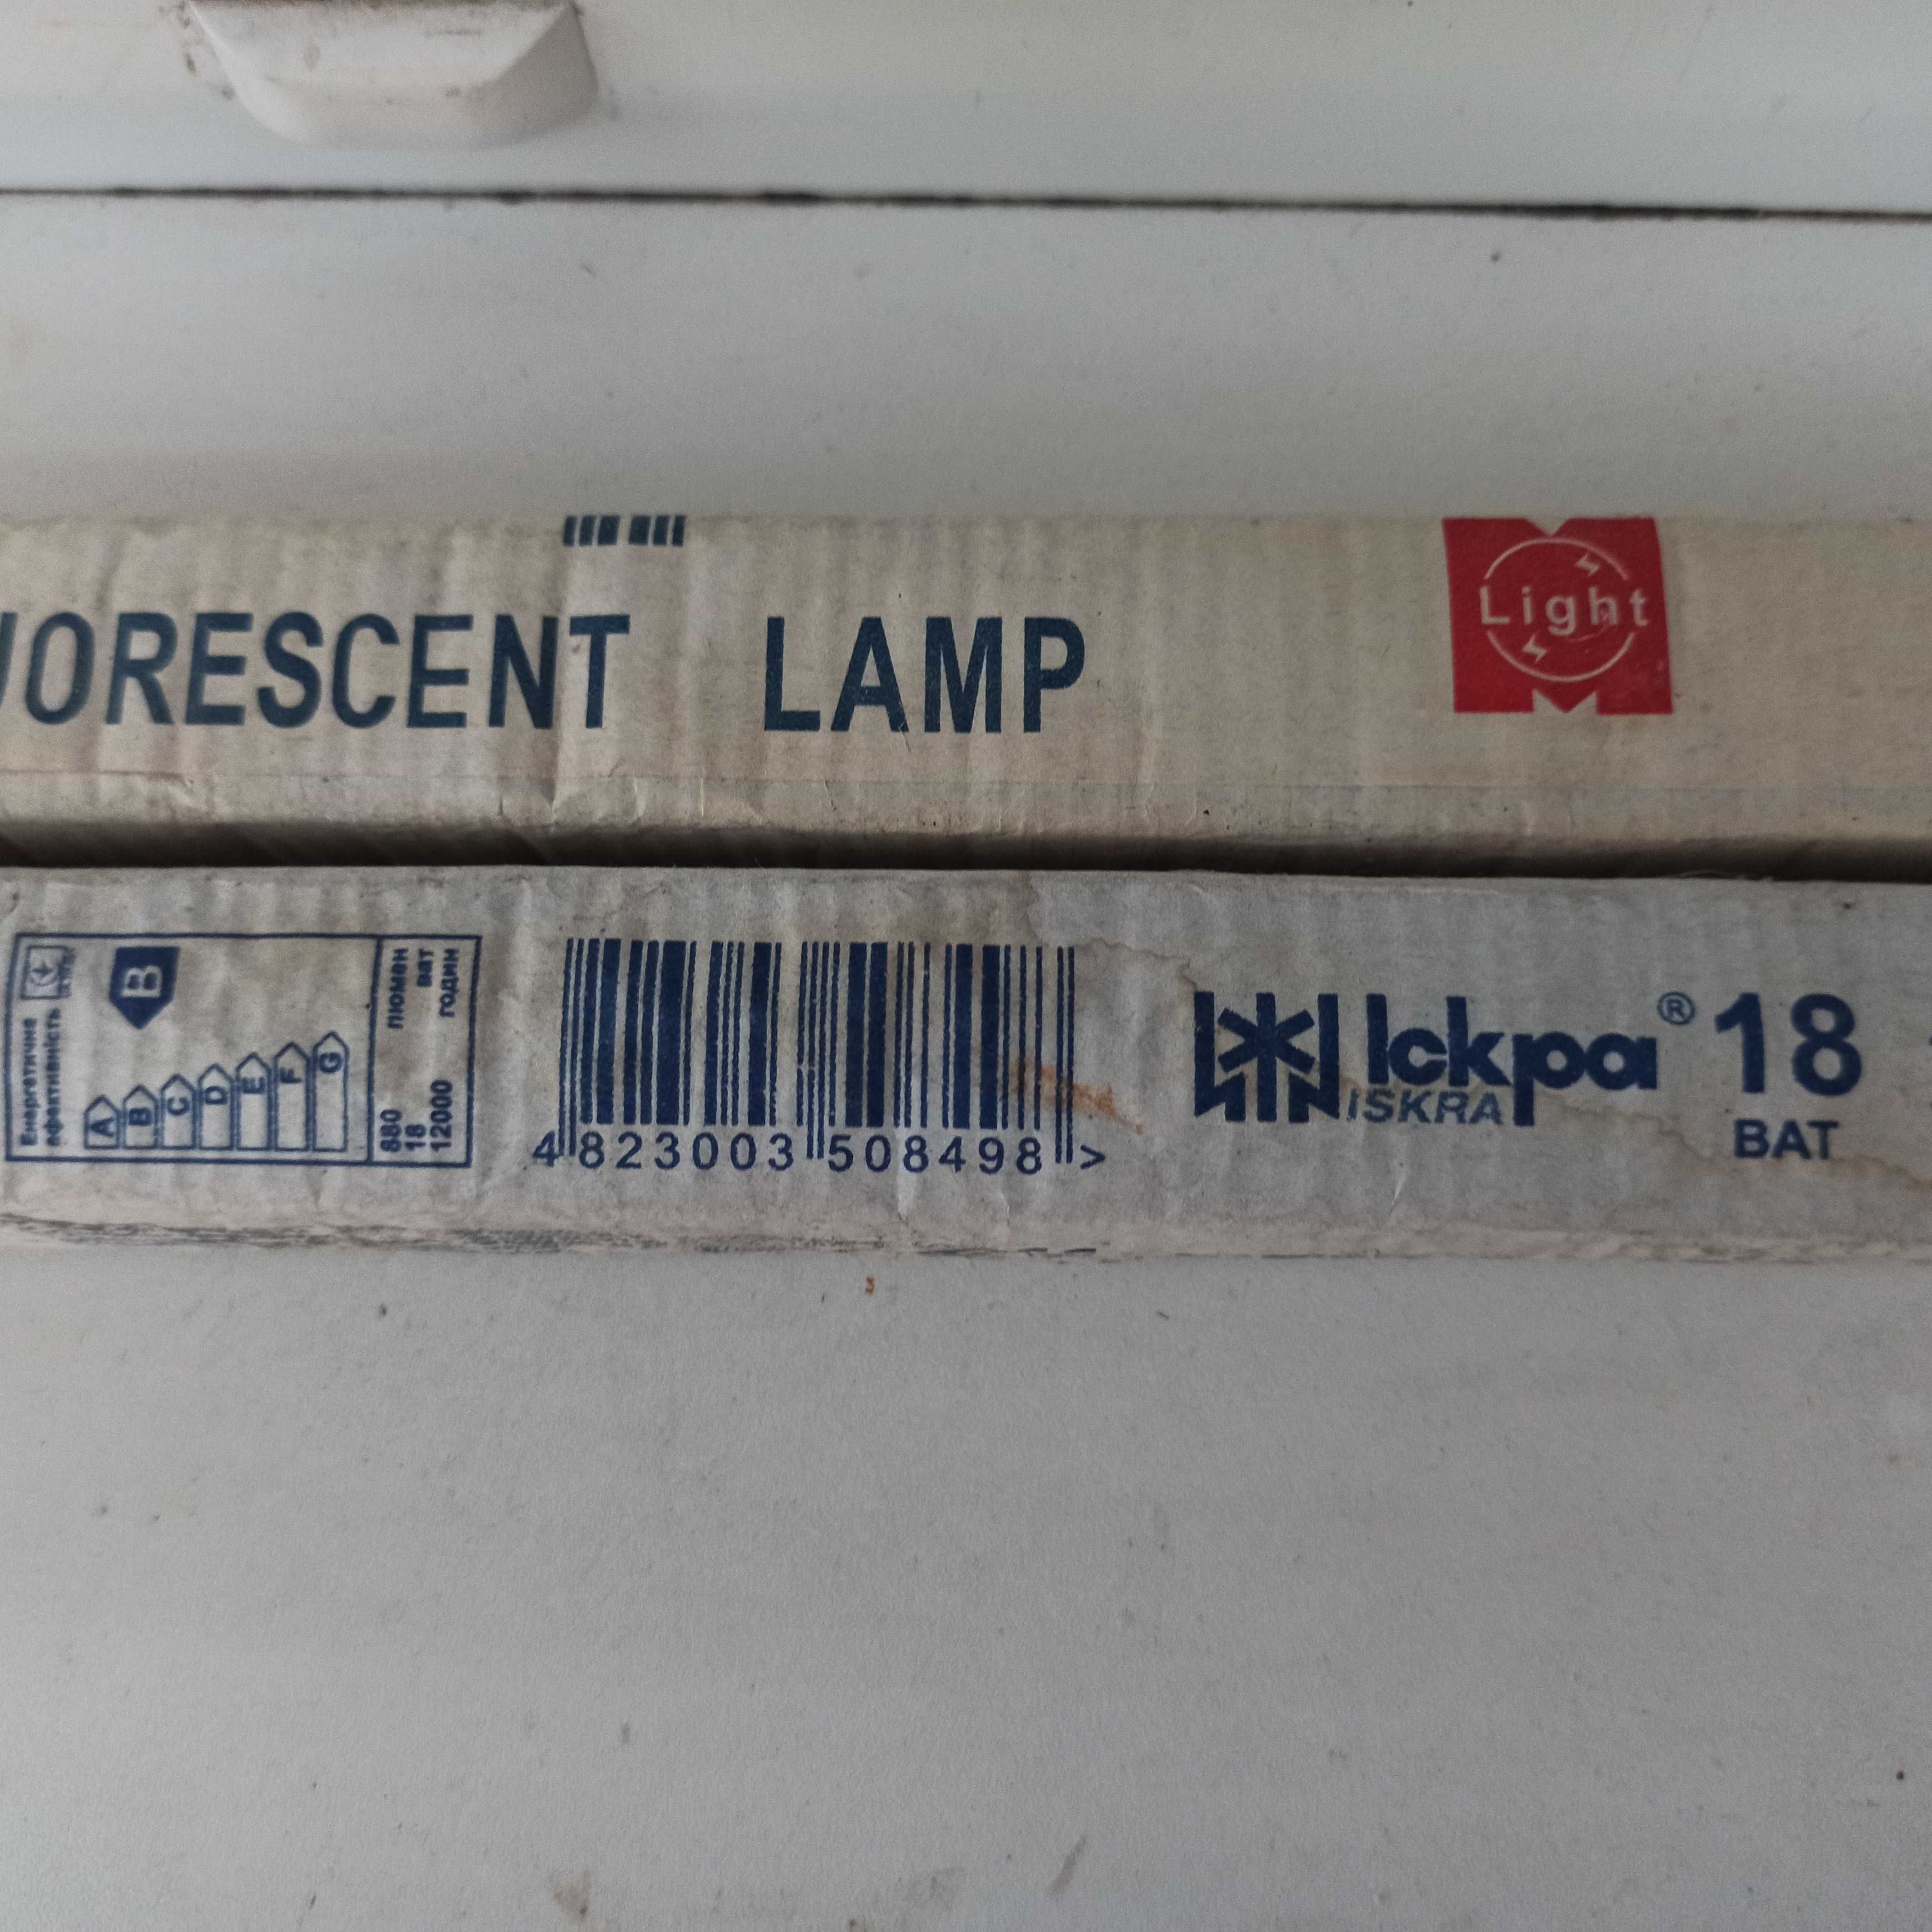 UORESCENT LAMP
Light
Енергетична
ефективність
B
A
B
C
D
E
F
G
880 люмен
18 ват
12000 годин
4 823003 508498 >
Іскра®
ISKRA
18
ВАТ